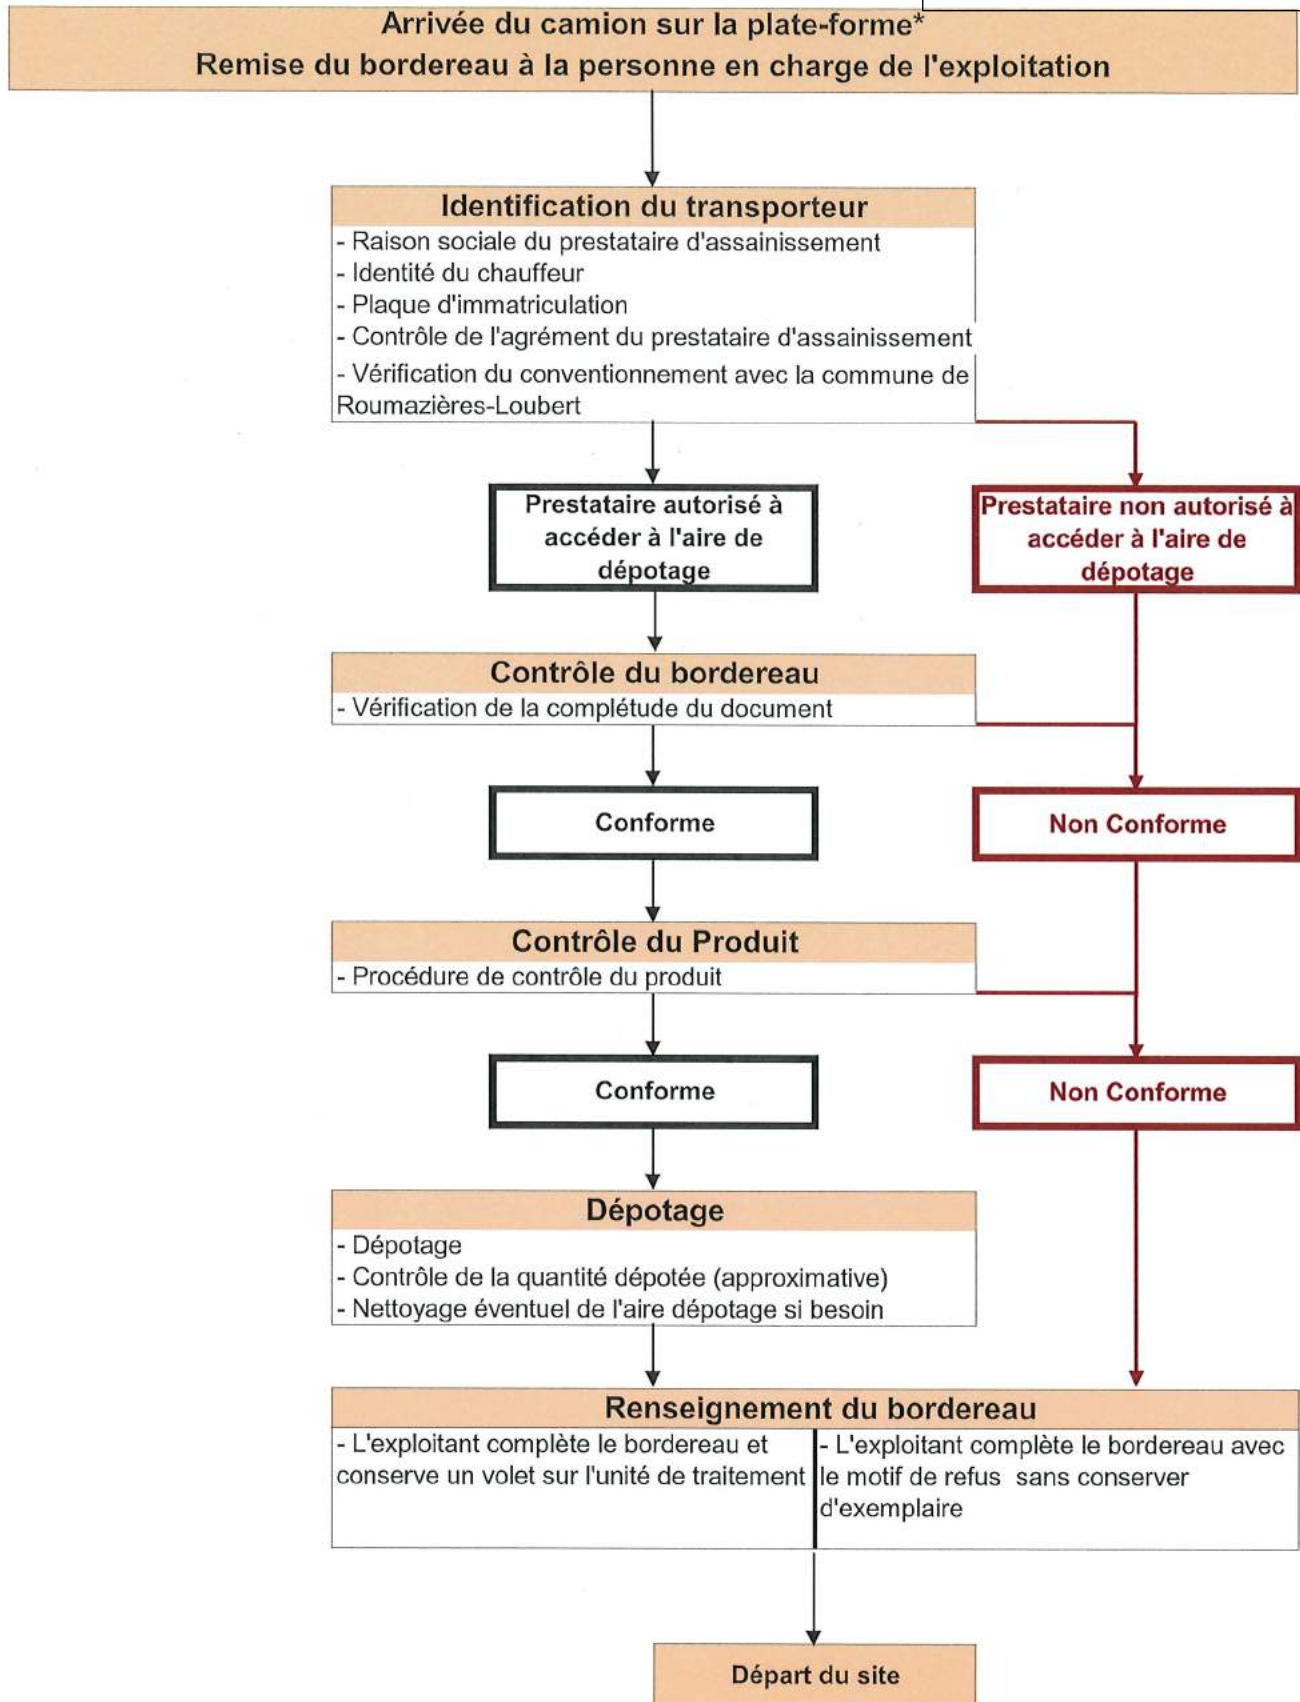 Arrivée du camion sur la plate-forme*
Remise du bordereau à la personne en charge de l'exploitation
Identification du transporteur
- Raison sociale du prestataire d'assainissement
- Identité du chauffeur
- Plaque d'immatriculation
- Contrôle de l'agrément du prestataire d'assainissement
- Vérification du conventionnement avec la commune de
Roumazières-Loubert
Prestataire autorisé à
accéder à l'aire de
dépotage
Prestataire non autorisé à
accéder à l'aire de
dépotage
Contrôle du bordereau
- Vérification de la complétude du document
Conforme
Non Conforme
Contrôle du Produit
- Procédure de contrôle du produit
Conforme
Non Conforme
Dépotage
- Dépotage
- Contrôle de la quantité dépotée (approximative)
- Nettoyage éventuel de l'aire dépotage si besoin
Renseignement du bordereau
- L'exploitant complète le bordereau et
conserve un volet sur l'unité de traitement
- L'exploitant complète le bordereau avec
le motif de refus  sans conserver
d'exemplaire
Départ du site